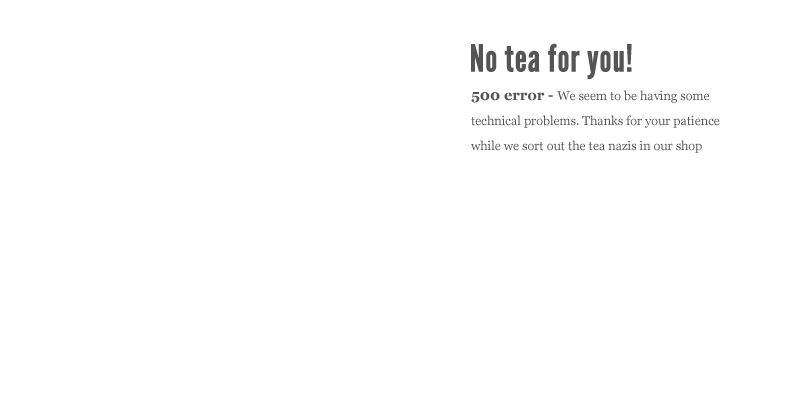 No tea for you!
500 error - We seem to be having some
technical problems. Thanks for your patience
while we sort out the tea nazis in our shop